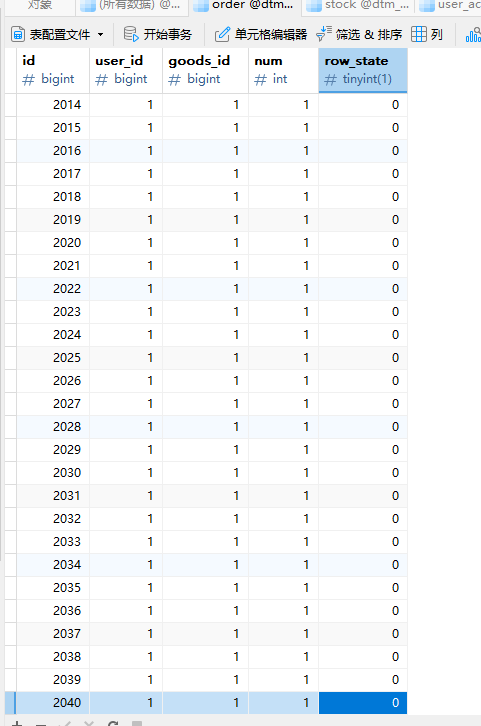 对象 (所有数据) @... order @dtm... stock @dtm_... user_ac
表配置文件 开始事务 单元格编辑器 筛选 & 排序 列
id user_id goods_id num row_state
# bigint # bigint # bigint # int # tinyint(1)
2014 1 1 1 0
2015 1 1 1 0
2016 1 1 1 0
2017 1 1 1 0
2018 1 1 1 0
2019 1 1 1 0
2020 1 1 1 0
2021 1 1 1 0
2022 1 1 1 0
2023 1 1 1 0
2024 1 1 1 0
2025 1 1 1 0
2026 1 1 1 0
2027 1 1 1 0
2028 1 1 1 0
2029 1 1 1 0
2030 1 1 1 0
2031 1 1 1 0
2032 1 1 1 0
2033 1 1 1 0
2034 1 1 1 0
2035 1 1 1 0
2036 1 1 1 0
2037 1 1 1 0
2038 1 1 1 0
2039 1 1 1 0
2040 1 1 1 0